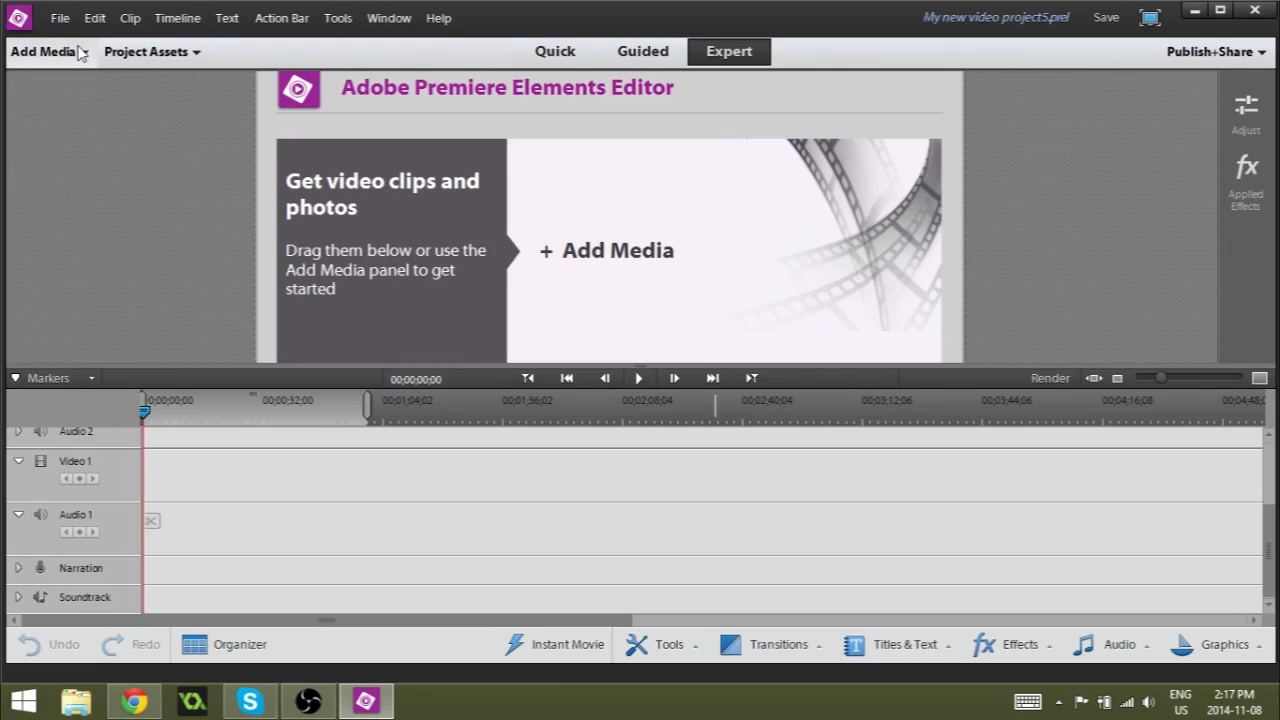 File Edit Clip Timeline Text Action Bar Tools Window Help My new video project5.prel Save
Add Media Project Assets Quick Guided Expert Publish+Share
Adobe Premiere Elements Editor
Get video clips and
photos
Drag them below or use the
Add Media panel to get
started
+ Add Media
Adjust
fx
Applied
Effects
Markers 00;00;00;00 Render
00;00;00 00;00;32;00 00;01;04;02 00;01;36;02 00;02;08;04 00;02;40;04 00;03;12;06 00;03;44;06 00;04;16;08 00;04;48;0
Audio 2
Video 1
Audio 1
Narration
Soundtrack
Undo Redo Organizer Instant Movie Tools Transitions T Titles & Text fx Effects Audio Graphics
S ENG 2:17 PM
US 2014-11-08